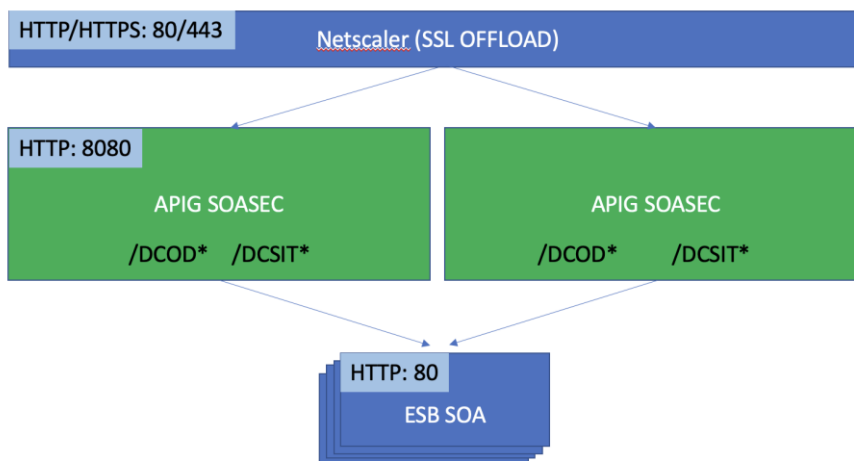 HTTP/HTTPS: 80/443
Netscaler (SSL OFFLOAD)
HTTP: 8080
APIG SOASEC
/DCOD* /DCSIT*
APIG SOASEC
/DCOD* /DCSIT*
HTTP: 80
ESB SOA